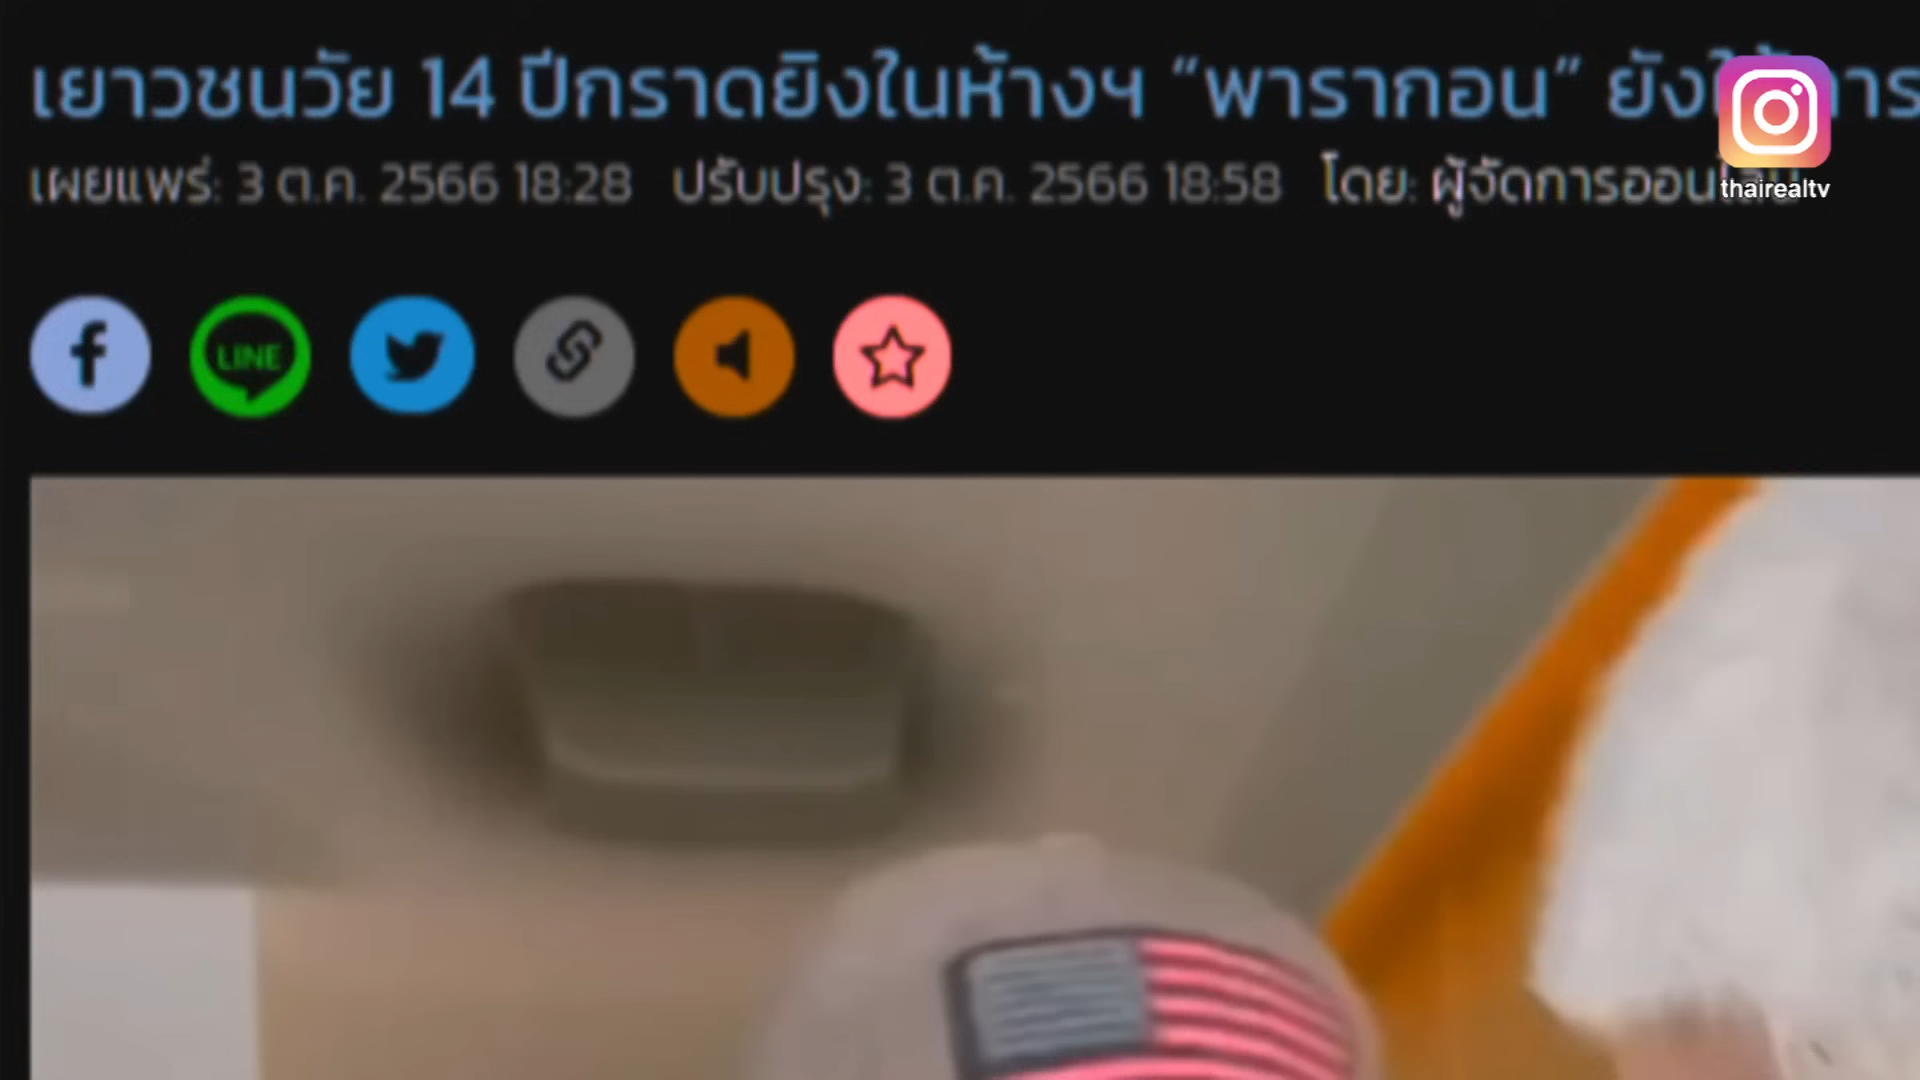 เยาวชนวัย 14 ปีกราดยิงในห้างฯ “พารากอน” ยัง
เผยแพร่: 3 ต.ค. 2566 18:28 ปรับปรุง: 3 ต.ค. 2566 18:58 โดย: ผู้จัดการออนไลน์
thairealtv
LINE